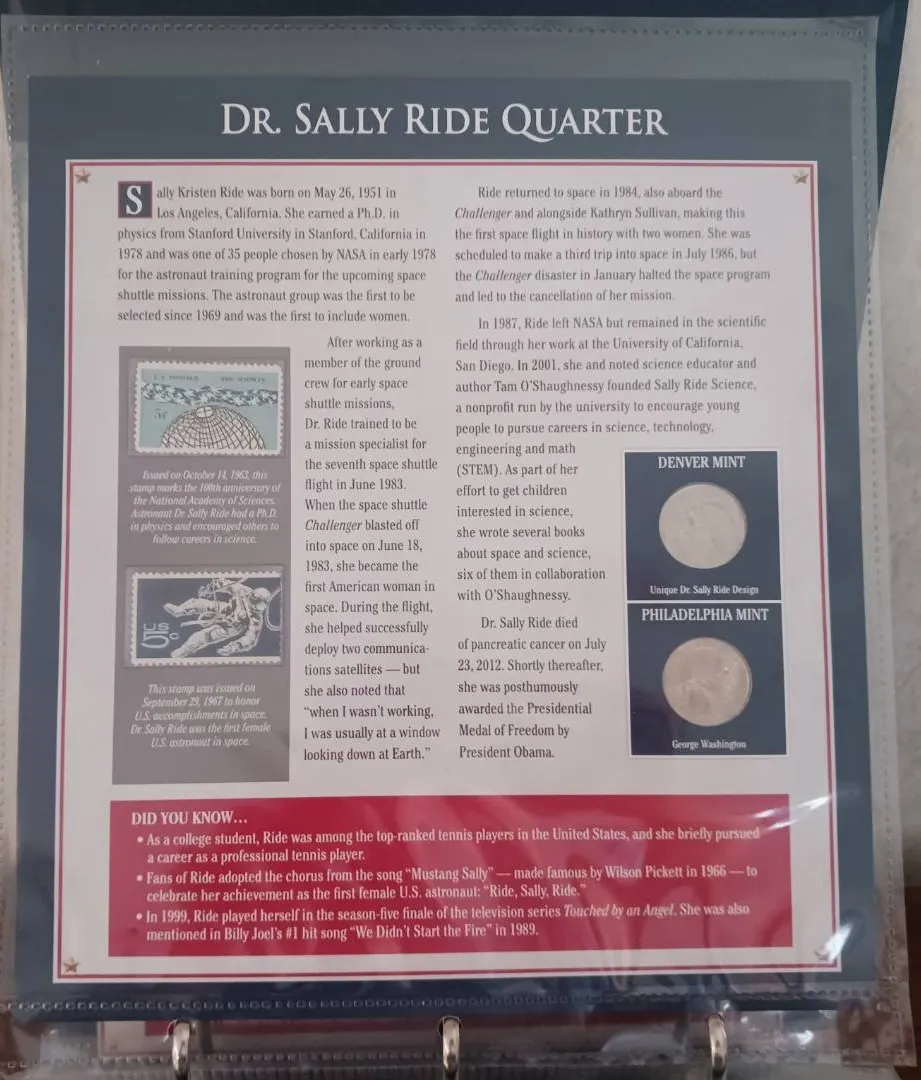 DR. SALLY RIDE QUARTER
Sally Kristen Ride was born on May 26, 1951 in
Los Angeles, California. She earned a Ph.D. in
physics from Stanford University in Stanford, California in
1978 and was one of 35 people chosen by NASA in early 1978
for the astronaut training program for the upcoming space
shuttle missions. The astronaut group was the first to be
selected since 1969 and was the first to include women.
After working as a
member of the ground
crew for early space
shuttle missions,
Dr. Ride trained to be
a mission specialist for
the seventh space shuttle
flight in June 1983.
When the space shuttle
Challenger blasted off
into space on June 18,
1983, she became the
first American woman in
space. During the flight,
she helped successfully
deploy two communica-
tions satellites — but
she also noted that
“when I wasn't working,
I was usually at a window
looking down at Earth.”
5¢
Issued on October 14, 1963, this
stamp marks the 100th anniversary of
the National Academy of Sciences.
Astronaut Dr. Sally Ride had a Ph.D.
in physics and encouraged others to
follow careers in science.
US
5c
This stamp was issued on
September 29, 1967 to honor
U.S. accomplishments in space.
Dr. Sally Ride was the first female
U.S. astronaut in space.
Ride returned to space in 1984, also aboard the
Challenger and alongside Kathryn Sullivan, making this
the first space flight in history with two women. She was
scheduled to make a third trip into space in July 1986, but
the Challenger disaster in January halted the space program
and led to the cancellation of her mission.
In 1987, Ride left NASA but remained in the scientific
field through her work at the University of California,
San Diego. In 2001, she and noted science educator and
author Tam O'Shaughnessy founded Sally Ride Science,
a nonprofit run by the university to encourage young
people to pursue careers in science, technology,
engineering and math
(STEM). As part of her
effort to get children
interested in science,
she wrote several books
about space and science,
six of them in collaboration
with O'Shaughnessy.
Dr. Sally Ride died
of pancreatic cancer on July
23, 2012. Shortly thereafter,
she was posthumously
awarded the Presidential
Medal of Freedom by
President Obama.
DENVER MINT
Unique Dr. Sally Ride Design
PHILADELPHIA MINT
George Washington
DID YOU KNOW...
• As a college student, Ride was among the top-ranked tennis players in the United States, and she briefly pursued
a career as a professional tennis player.
• Fans of Ride adopted the chorus from the song “Mustang Sally” — made famous by Wilson Pickett in 1966 — to
celebrate her achievement as the first female U.S. astronaut: “Ride, Sally, Ride.”
• In 1999, Ride played herself in the season-five finale of the television series Touched by an Angel. She was also
mentioned in Billy Joel's #1 hit song “We Didn't Start the Fire” in 1989.